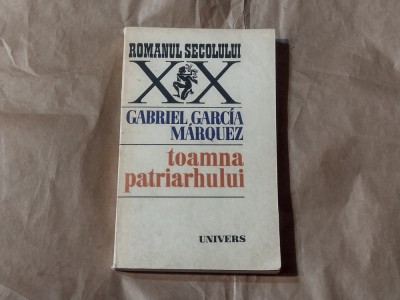 ROMANUL SECOLULUI
XX
GABRIEL GARCÍA
MÁRQUEZ
toamna
patriarhului
UNIVERS